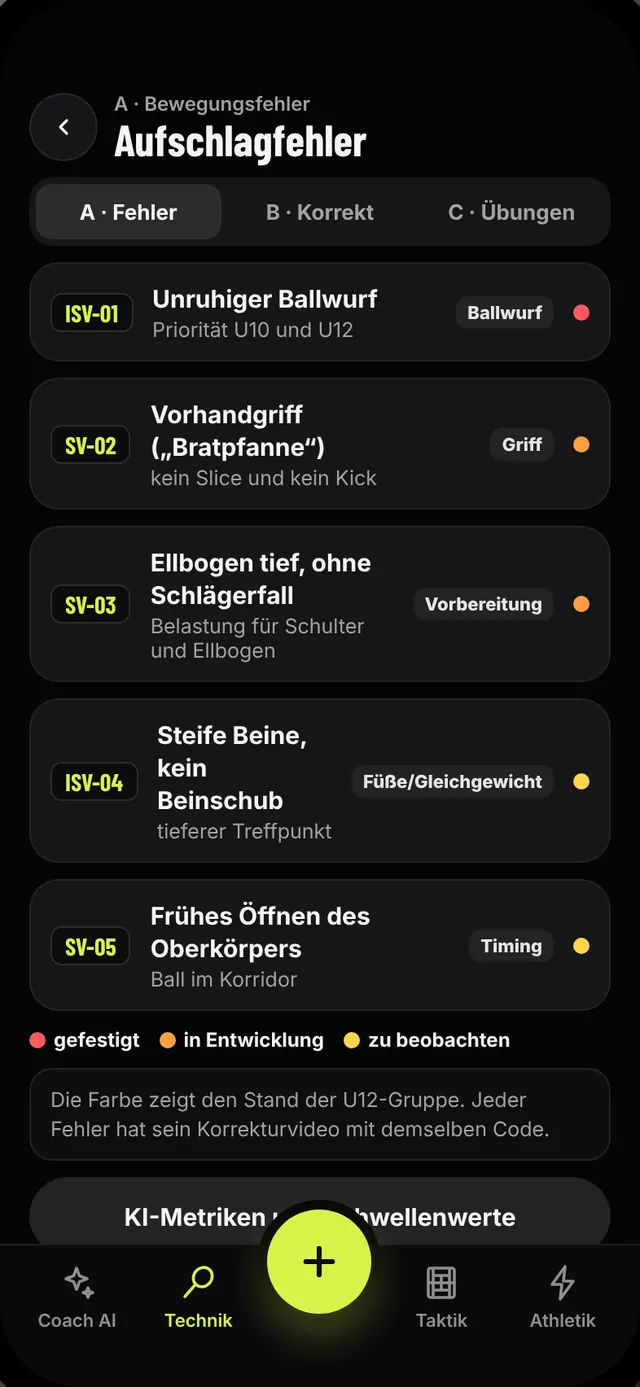 A · Bewegungsfehler
Aufschlagfehler
A · Fehler
B · Korrekt
C · Übungen
ISV-01
Unruhiger Ballwurf
Priorität U10 und U12
Ballwurf
SV-02
Vorhandgriff
(„Bratpfanne“)
kein Slice und kein Kick
Griff
SV-03
Ellbogen tief, ohne
Schlägerfall
Belastung für Schulter
und Ellbogen
Vorbereitung
ISV-04
Steife Beine,
kein
Beinschub
tieferer Treffpunkt
Füße/Gleichgewicht
SV-05
Frühes Öffnen des
Oberkörpers
Ball im Korridor
Timing
gefestigt
in Entwicklung
zu beobachten
Die Farbe zeigt den Stand der U12-Gruppe. Jeder
Fehler hat sein Korrekturvideo mit demselben Code.
KI-Metriken
Coach AI
Technik
Taktik
Athletik